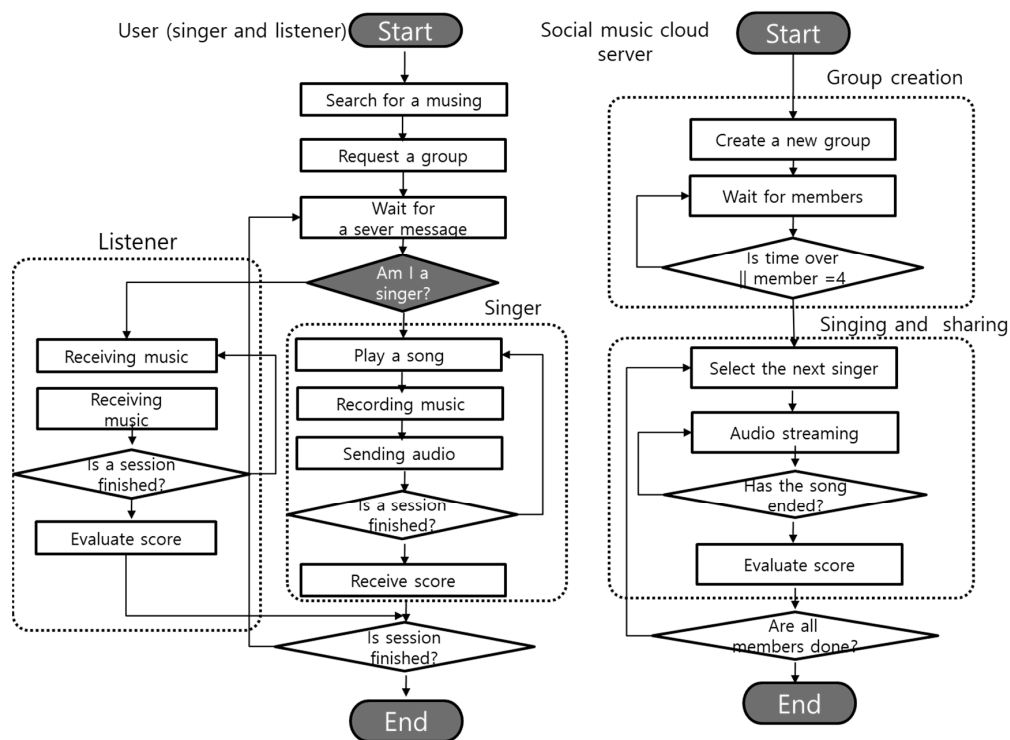 User (singer and listener)
Start
Search for a musing
Request a group
Wait for
a sever message
Am I a
singer?
Listener
Receiving music
Receiving
music
Is a session
finished?
Evaluate score
Singer
Play a song
Recording music
Sending audio
Is a session
finished?
Receive score
Is session
finished?
End
Social music cloud
server
Start
Group creation
Create a new group
Wait for members
Is time over
|| member =4
Singing and sharing
Select the next singer
Audio streaming
Has the song
ended?
Evaluate score
Are all
members done?
End